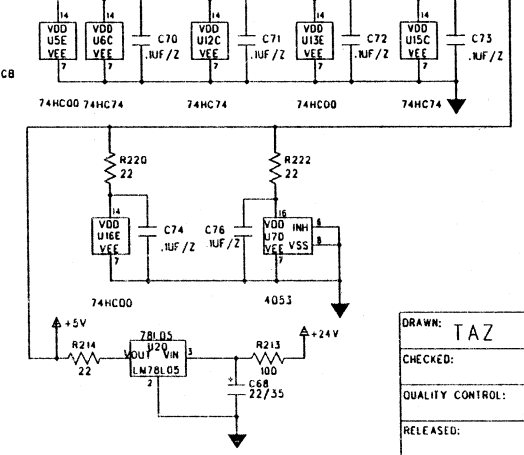 14 14 14 14 14
VDD VDD C70 VDD C71 VDD C72 VDD C73
U5E U6C .1UF/Z U12C .1UF/Z U13E .1UF/Z U15C .1UF/Z
VEE VEE VEE VEE VEE
7 7 7 7 7
C8
74HC00 74HC74 74HC74 74HC00 74HC74
R220 R222
22 22
14 16
VDD C74 C76 VDD INH 6
U16E .1UF/Z .1UF/Z U7D
VEE VEE VSS 8
7 7
74HC00 4053
+5V 78L05 +24V
R214 U20 R213
VOUT VIN 3
22 LM78L05 100
2 + C68
22/35
DRAWN: TAZ
CHECKED:
QUALITY CONTROL:
RELEASED: